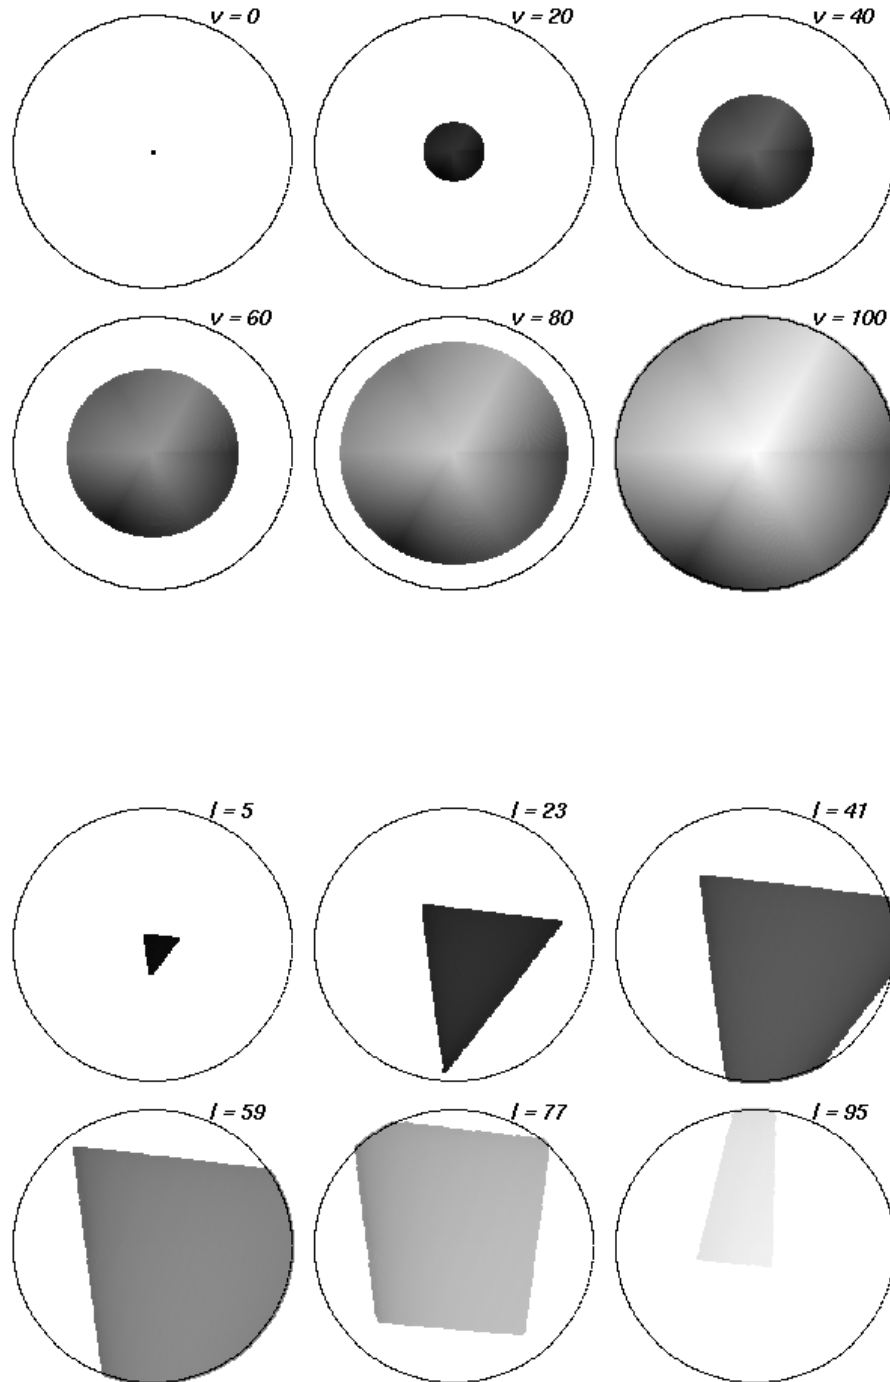 v = 0
v = 20
v = 40
v = 60
v = 80
v = 100
l = 5
l = 23
l = 41
l = 59
l = 77
l = 95